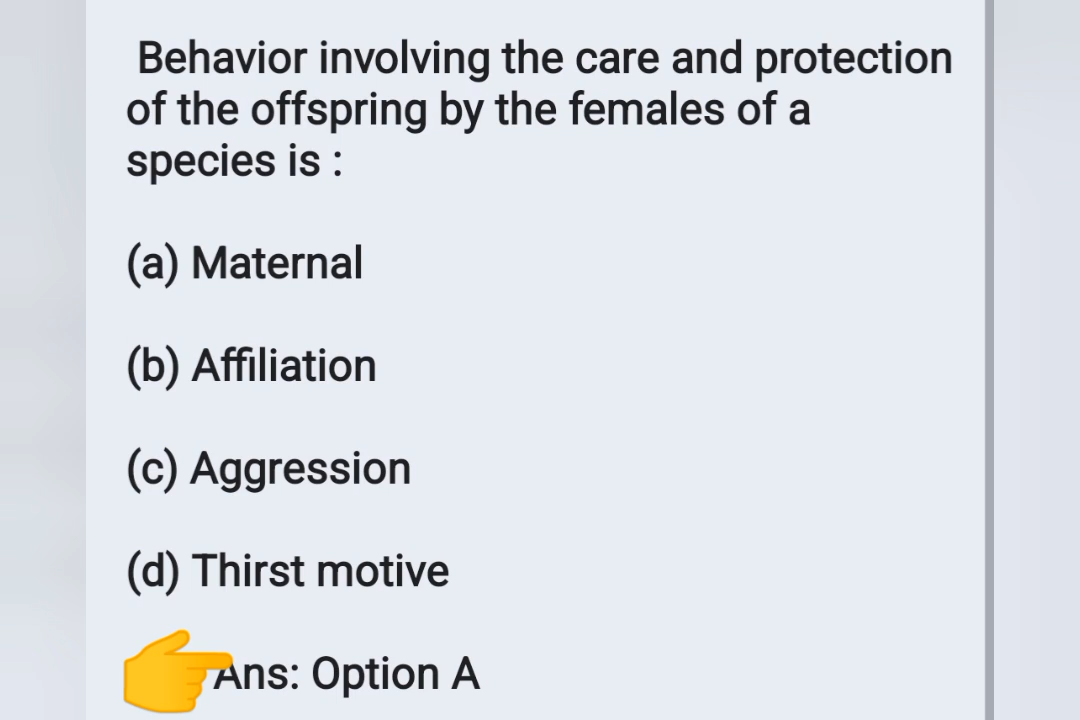 Behavior involving the care and protection
of the offspring by the females of a
species is :
(a) Maternal
(b) Affiliation
(c) Aggression
(d) Thirst motive
Ans: Option A